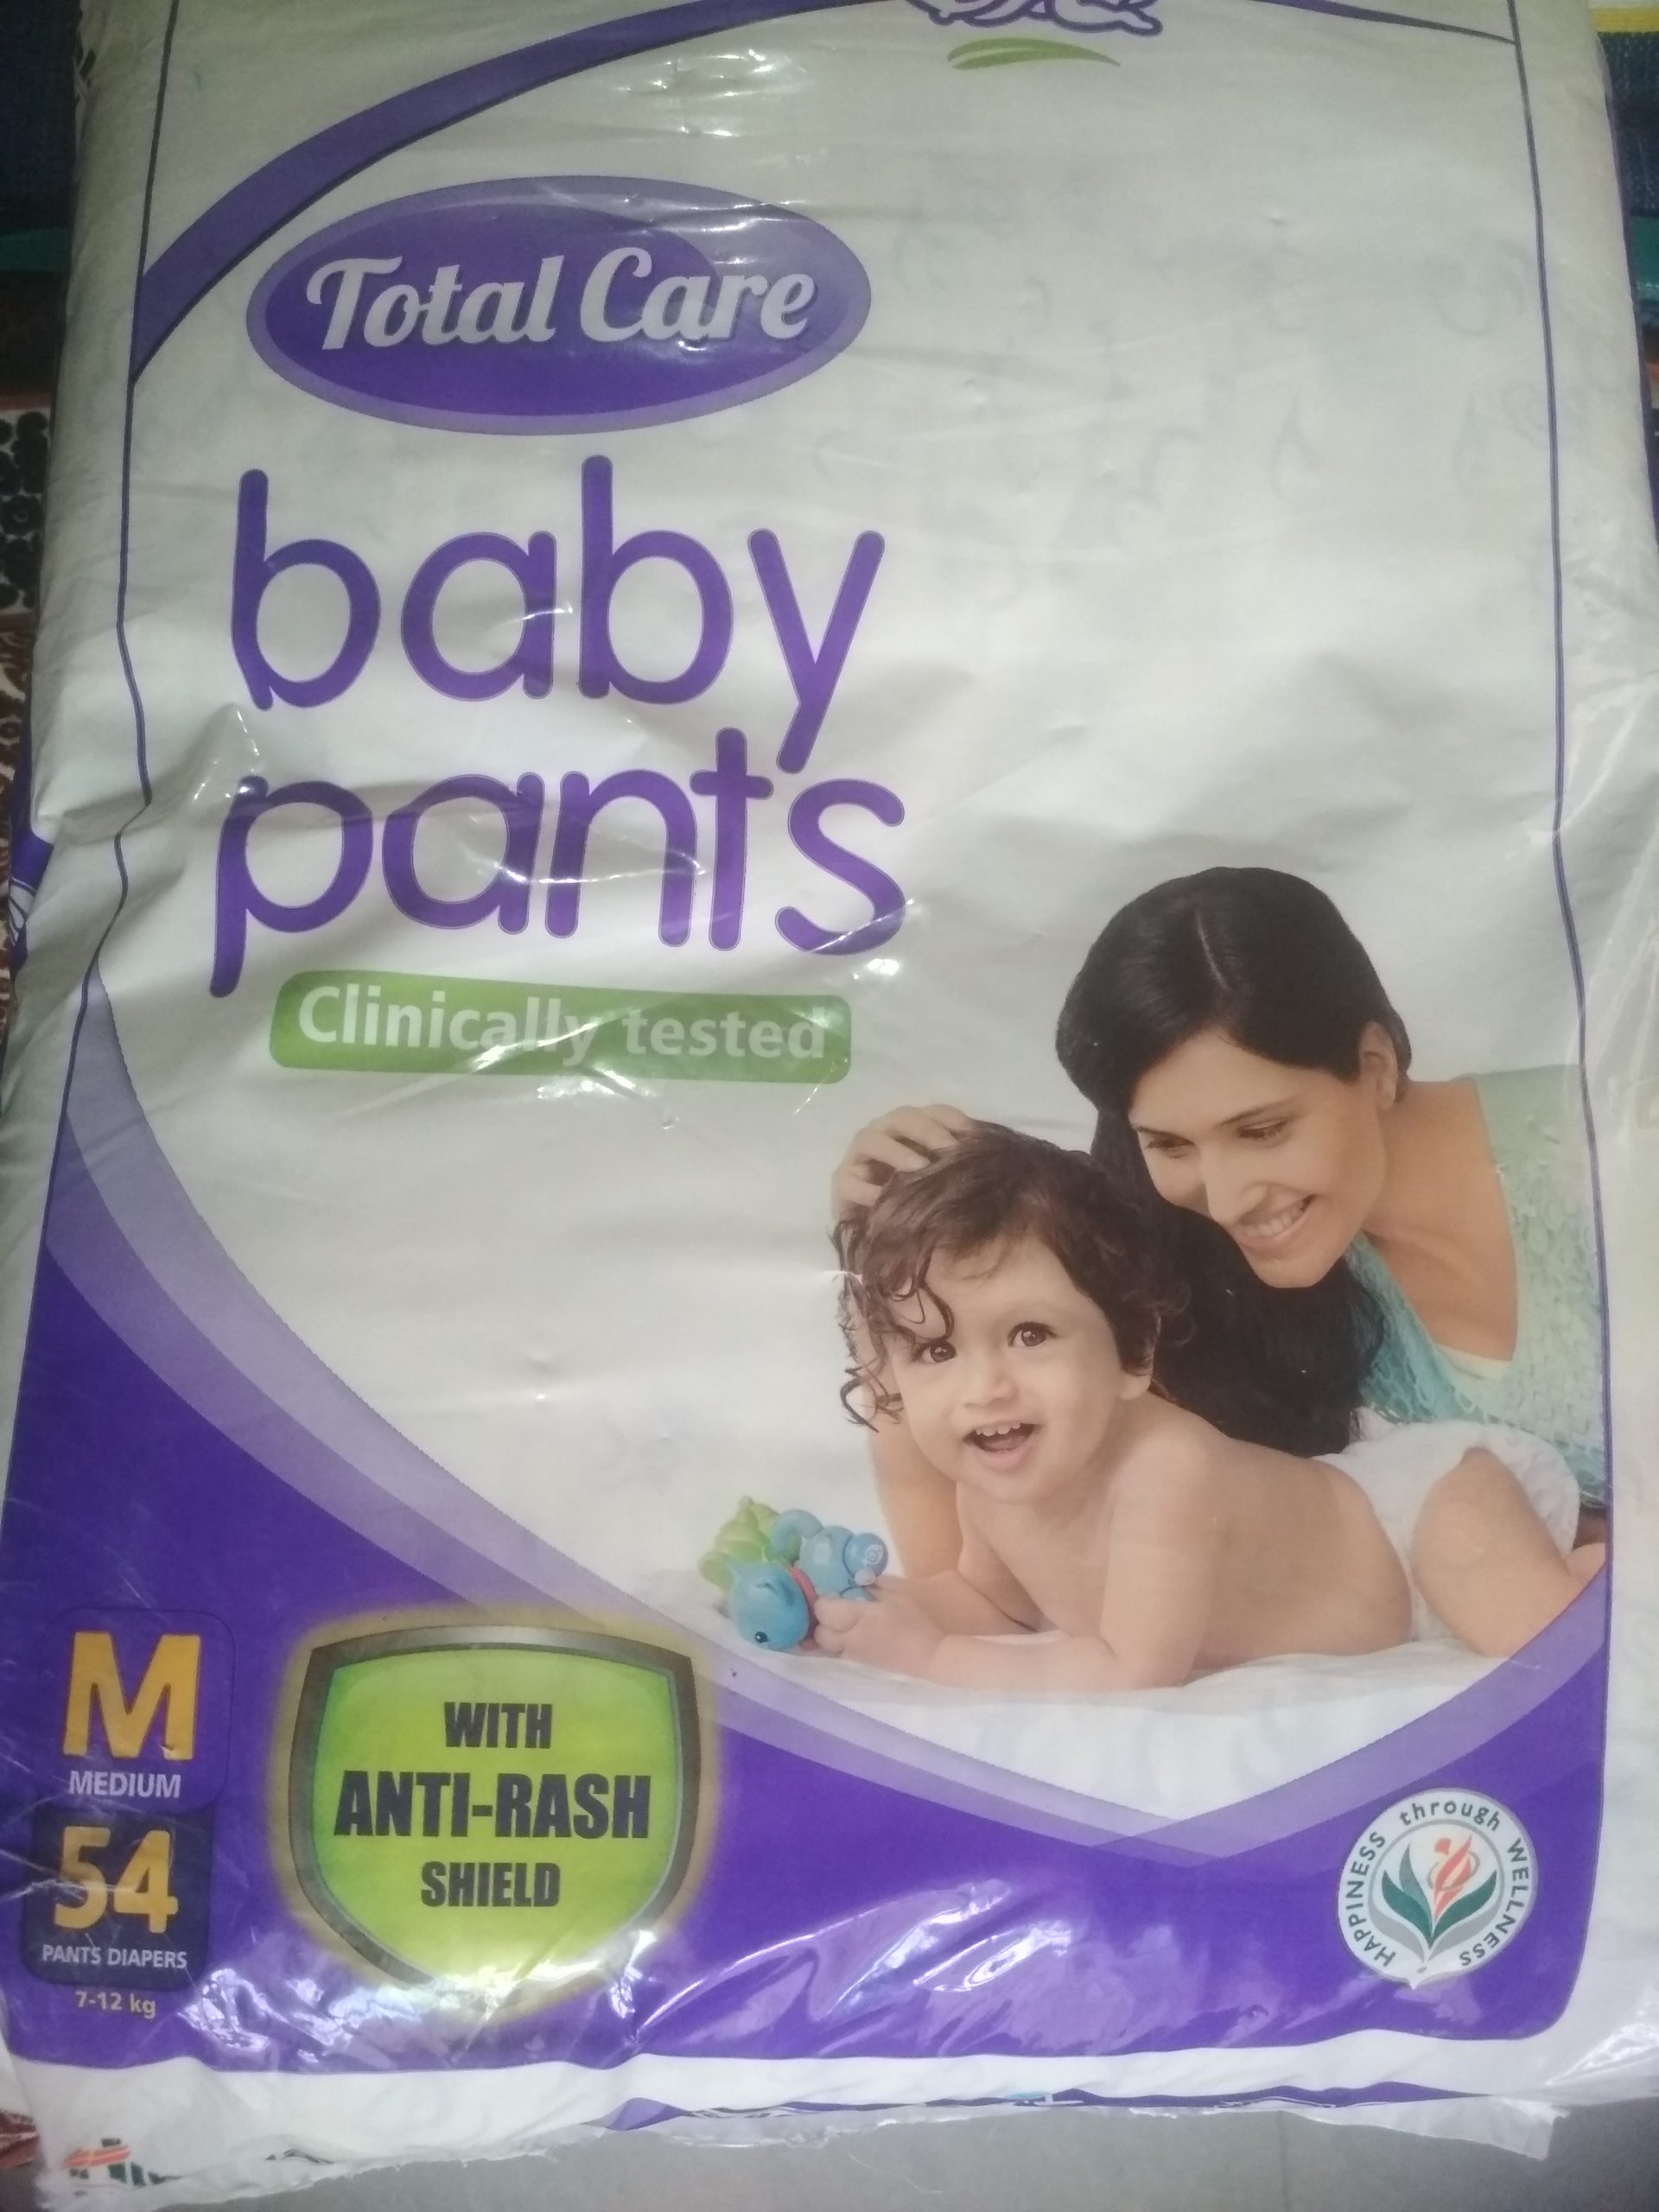 Total Care
baby
pants
Clinically tested
M
MEDIUM
54
PANTS DIAPERS
7-12 kg
WITH
ANTI-RASH
SHIELD
HAPPINESS through WELLNESS